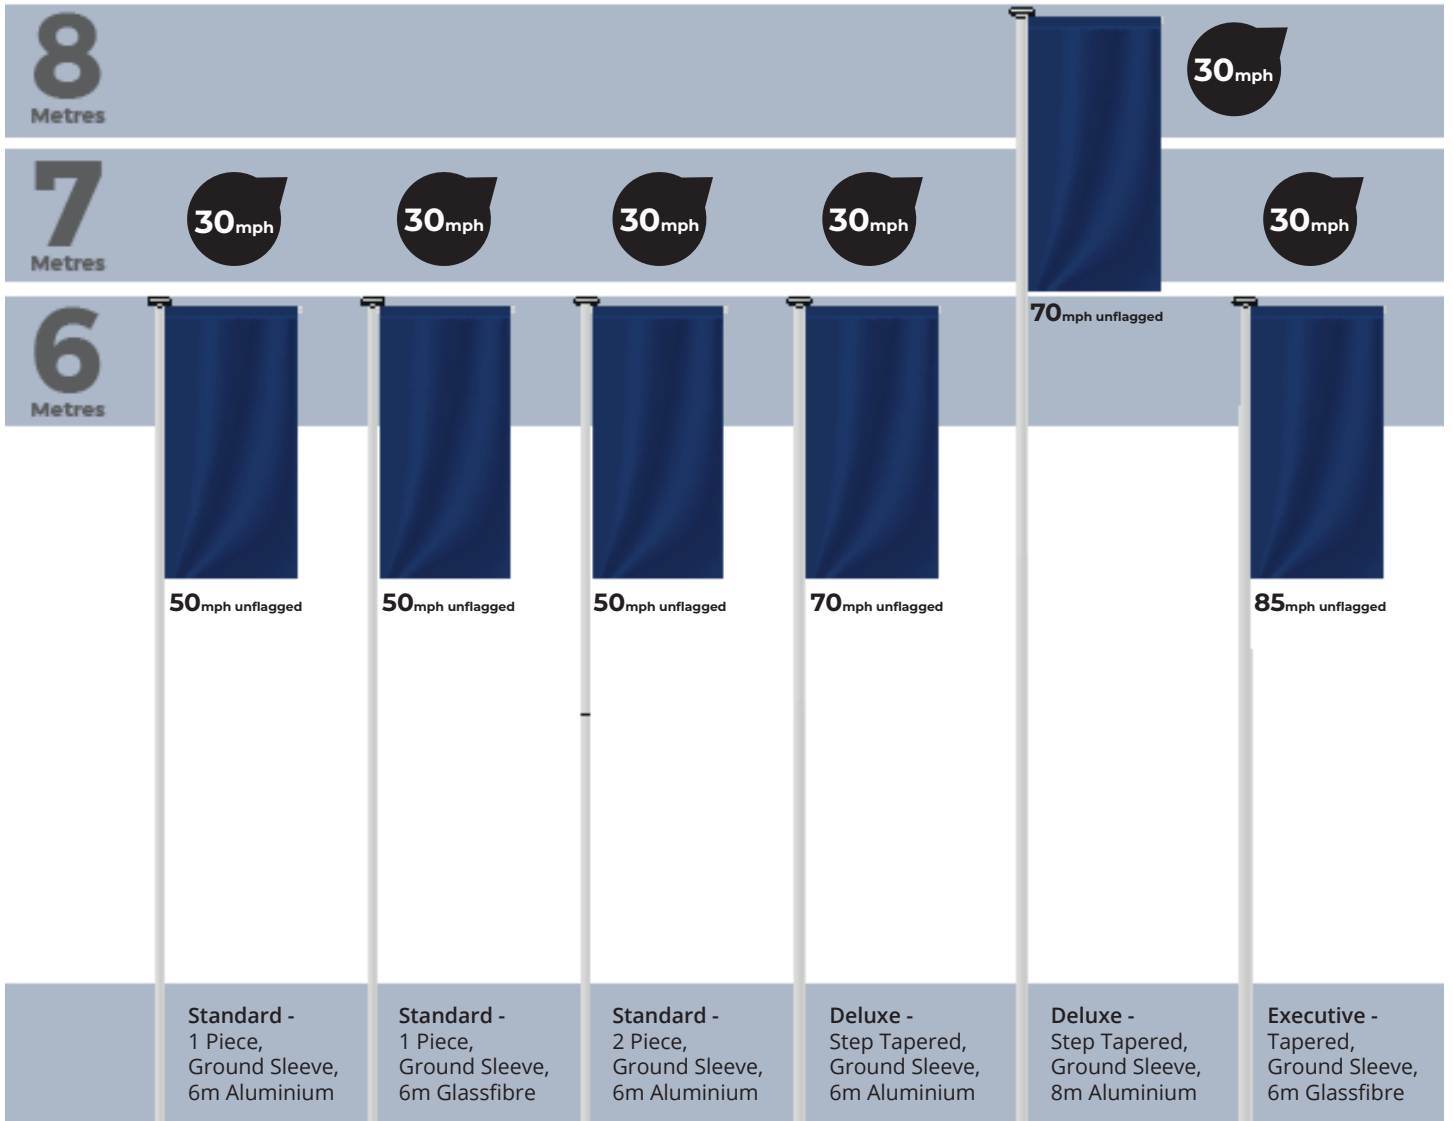 8
Metres
30mph
7
Metres
30mph
30mph
30mph
30mph
30mph
6
Metres
70mph unflagged
50mph unflagged
50mph unflagged
50mph unflagged
70mph unflagged
85mph unflagged
Standard -
1 Piece,
Ground Sleeve,
6m Aluminium
Standard -
1 Piece,
Ground Sleeve,
6m Glassfibre
Standard -
2 Piece,
Ground Sleeve,
6m Aluminium
Deluxe -
Step Tapered,
Ground Sleeve,
6m Aluminium
Deluxe -
Step Tapered,
Ground Sleeve,
8m Aluminium
Executive -
Tapered,
Ground Sleeve,
6m Glassfibre